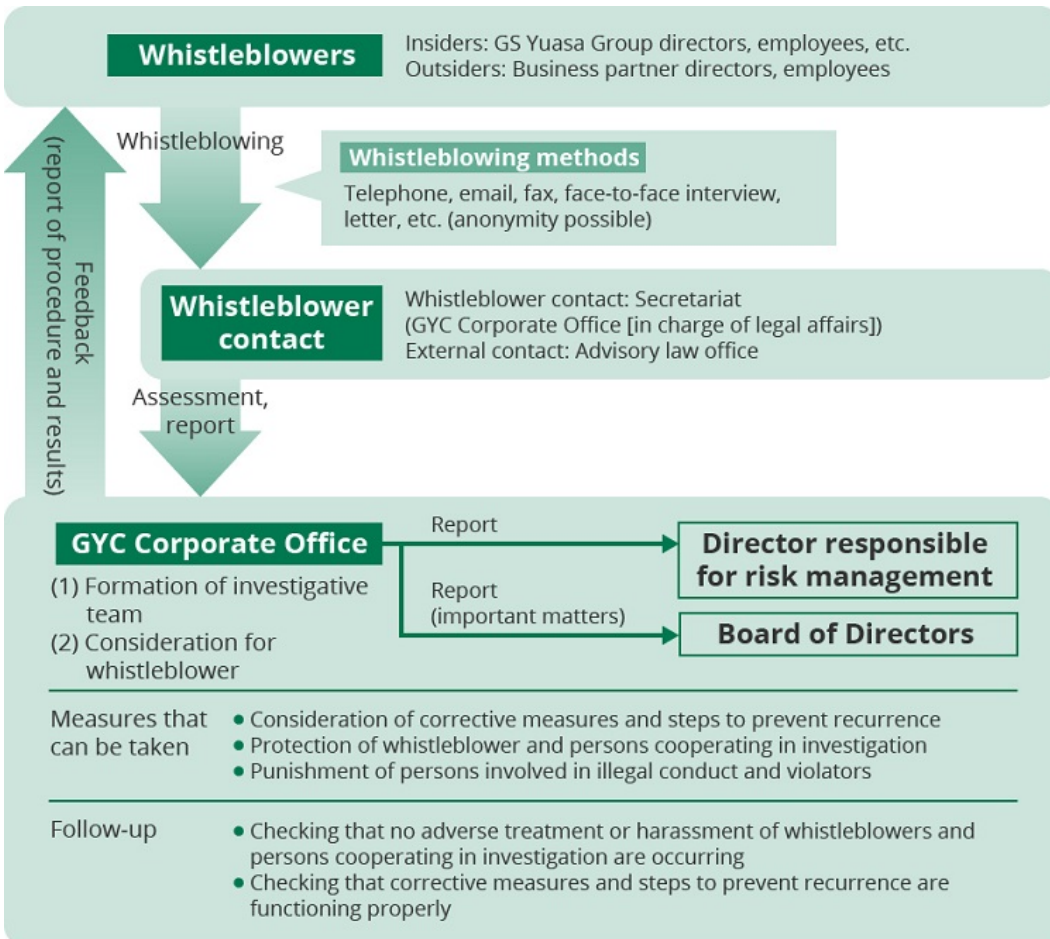 Whistleblowers
Insiders: GS Yuasa Group directors, employees, etc.
Outsiders: Business partner directors, employees
Whistleblowing
Whistleblowing methods
Telephone, email, fax, face-to-face interview,
letter, etc. (anonymity possible)
Feedback
(report of procedure and results)
Whistleblower
contact
Whistleblower contact: Secretariat
(GYC Corporate Office [in charge of legal affairs])
External contact: Advisory law office
Assessment,
report
GYC Corporate Office
(1) Formation of investigative
team
(2) Consideration for
whistleblower
Report
Director responsible
for risk management
Report
(important matters)
Board of Directors
Measures that
can be taken
● Consideration of corrective measures and steps to prevent recurrence
● Protection of whistleblower and persons cooperating in investigation
● Punishment of persons involved in illegal conduct and violators
Follow-up
● Checking that no adverse treatment or harassment of whistleblowers and
persons cooperating in investigation are occurring
● Checking that corrective measures and steps to prevent recurrence are
functioning properly